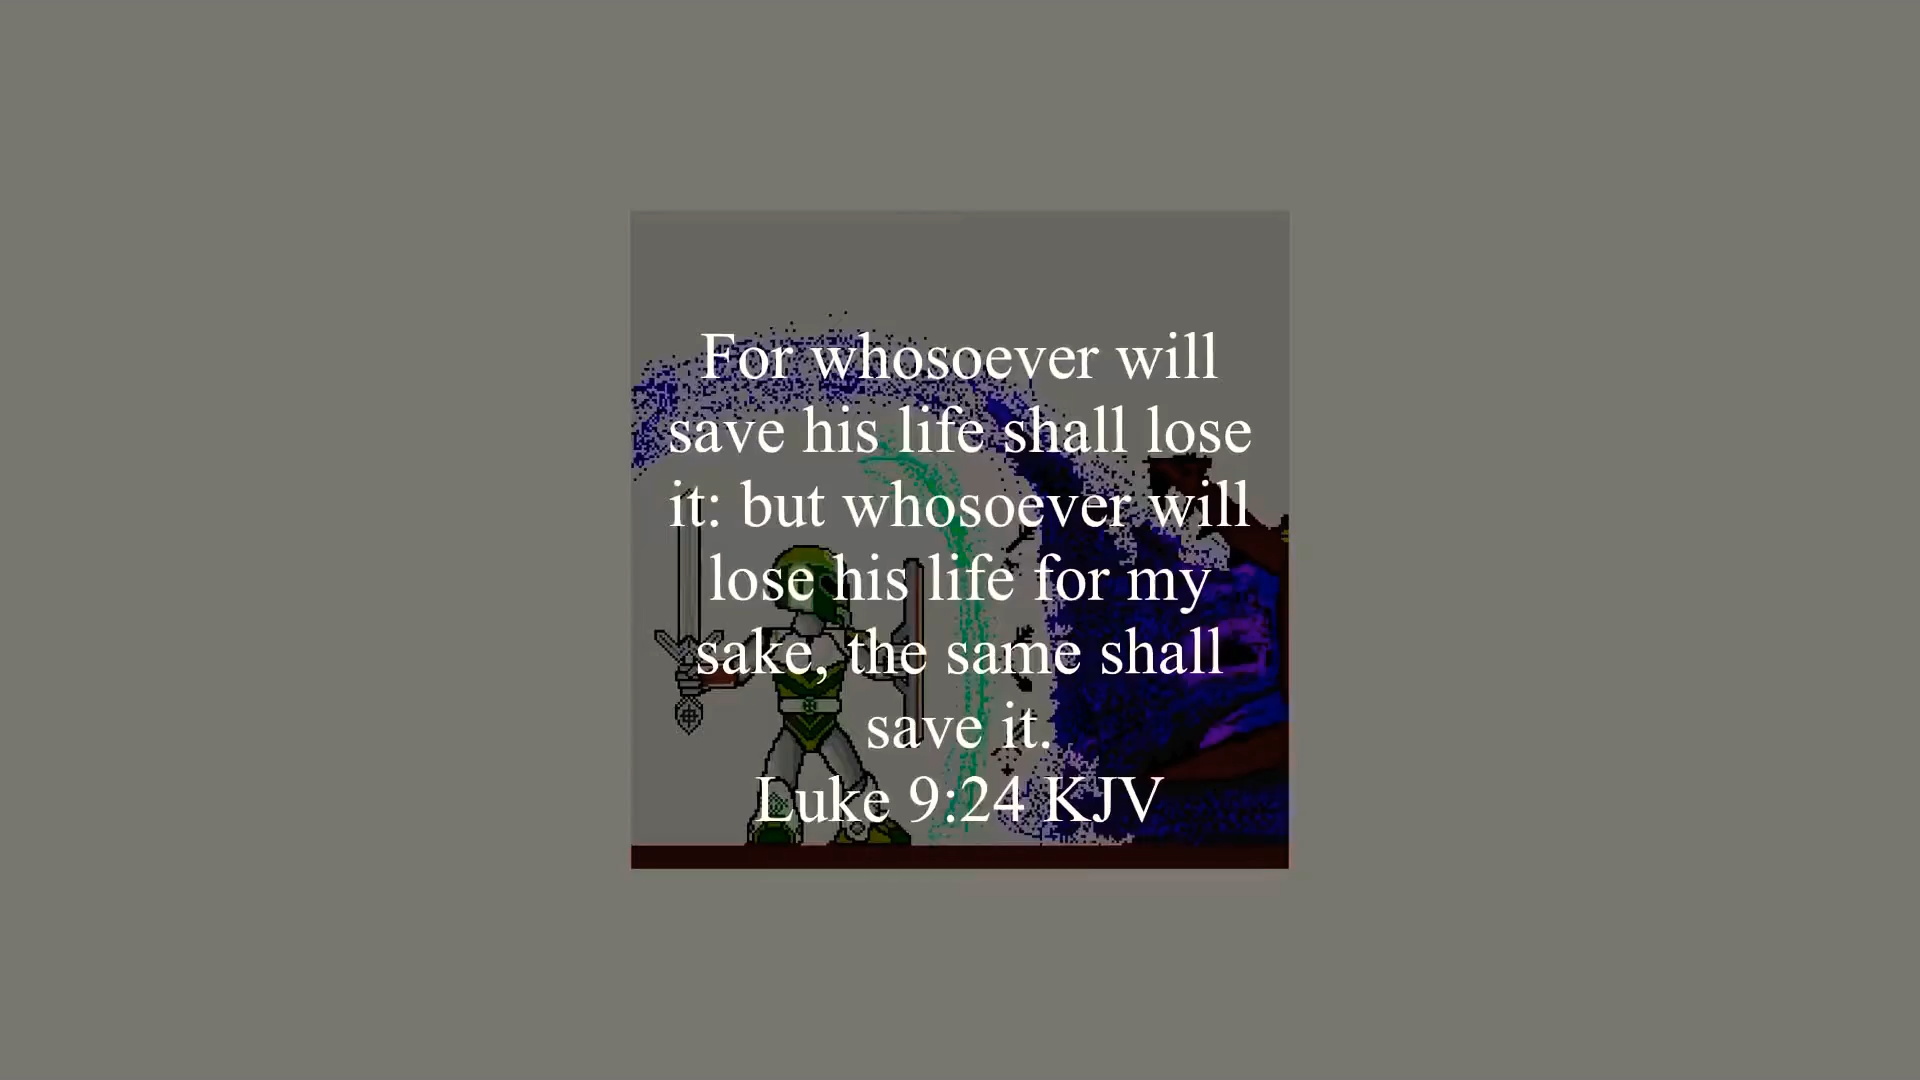 For whosoever will
save his life shall lose
it: but whosoever will
lose his life for my
sake, the same shall
save it.
Luke 9:24 KJV